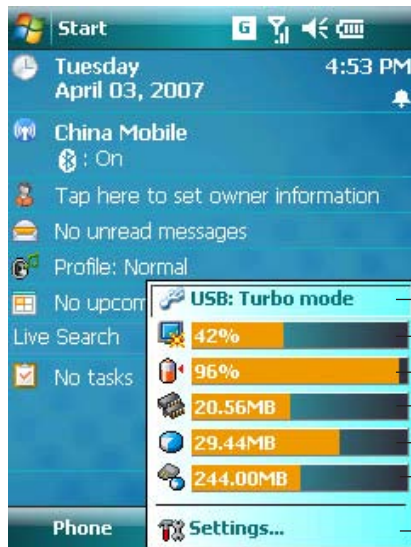 Start
G
Tuesday 4:53 PM
April 03, 2007
China Mobile
: On
Tap here to set owner information
No unread messages
Profile: Normal
No upcom
USB: Turbo mode
Live Search
42%
No tasks
96%
20.56MB
29.44MB
244.00MB
Phone
Settings...